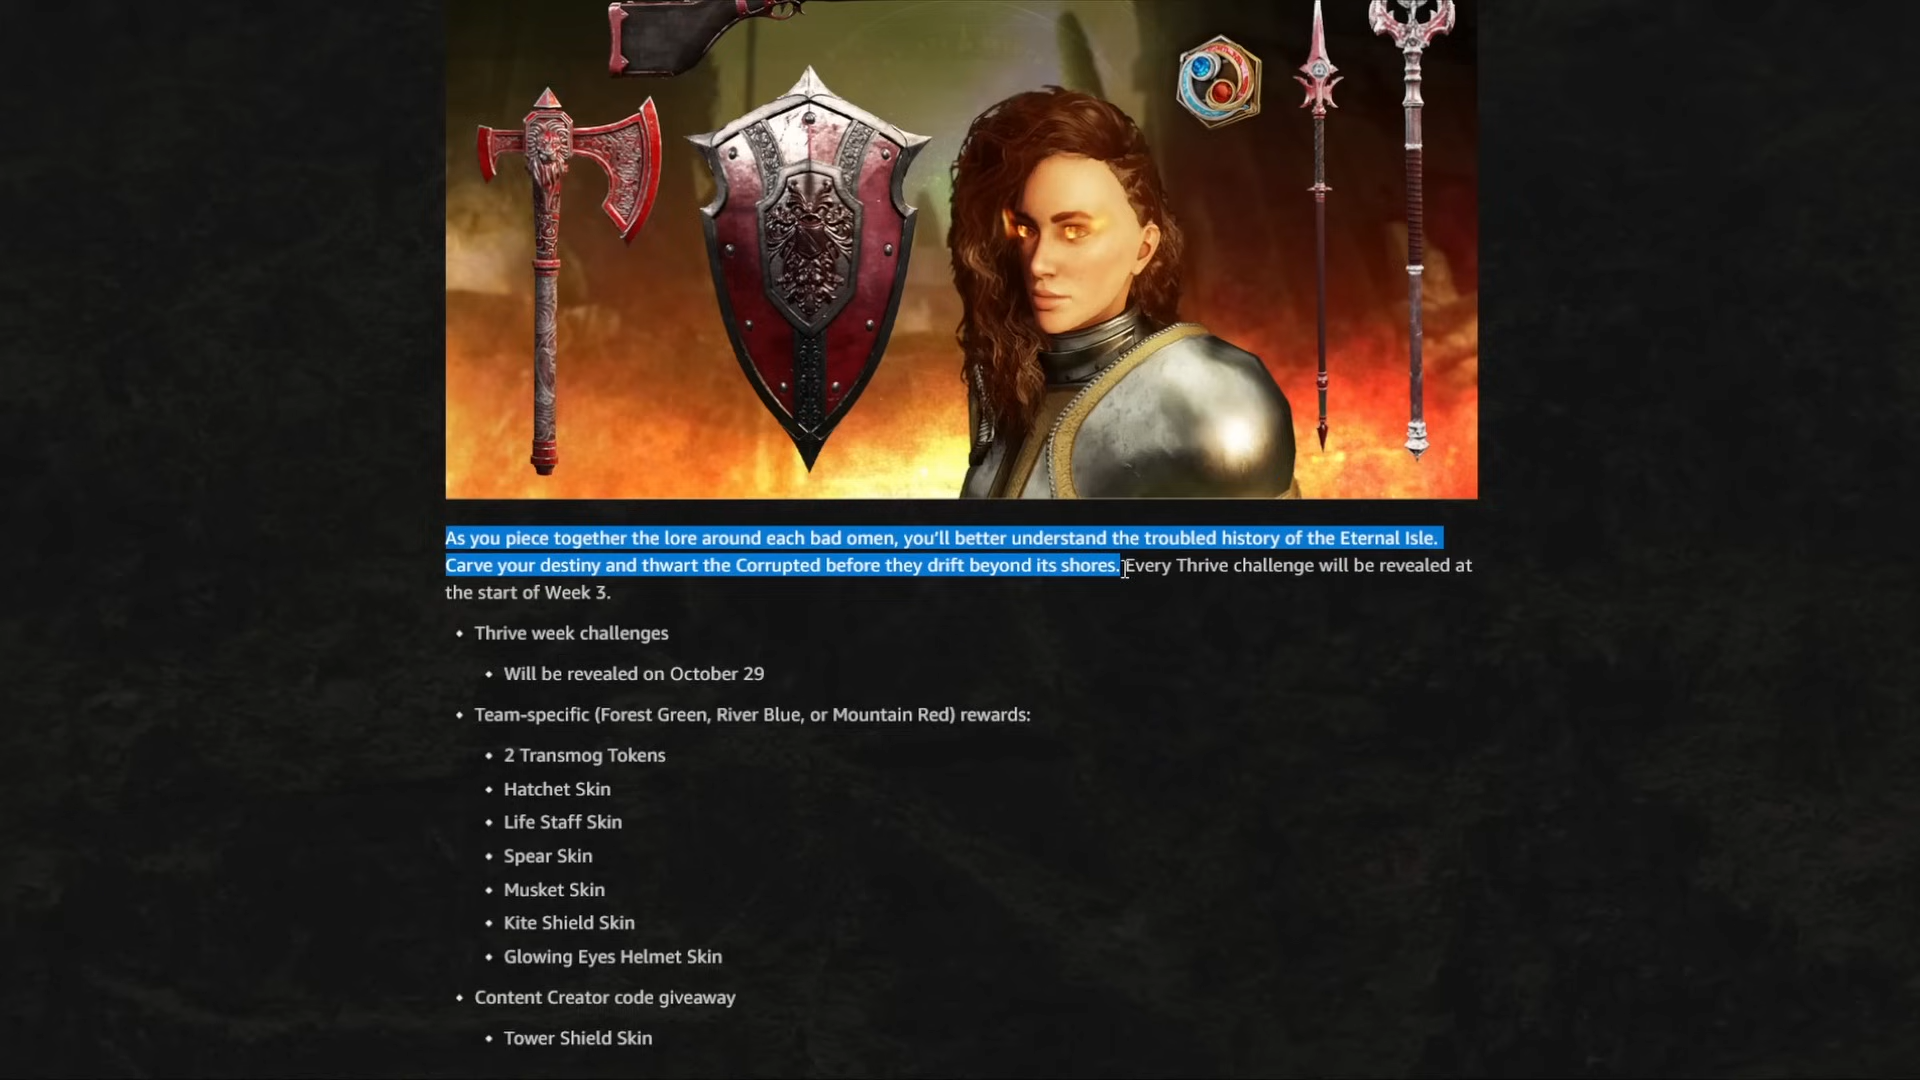 As you piece together the lore around each bad omen, you’ll better understand the troubled history of the Eternal Isle.
Carve your destiny and thwart the Corrupted before they drift beyond its shores. Every Thrive challenge will be revealed at
the start of Week 3.
Thrive week challenges
Will be revealed on October 29
Team-specific (Forest Green, River Blue, or Mountain Red) rewards:
2 Transmog Tokens
Hatchet Skin
Life Staff Skin
Spear Skin
Musket Skin
Kite Shield Skin
Glowing Eyes Helmet Skin
Content Creator code giveaway
Tower Shield Skin